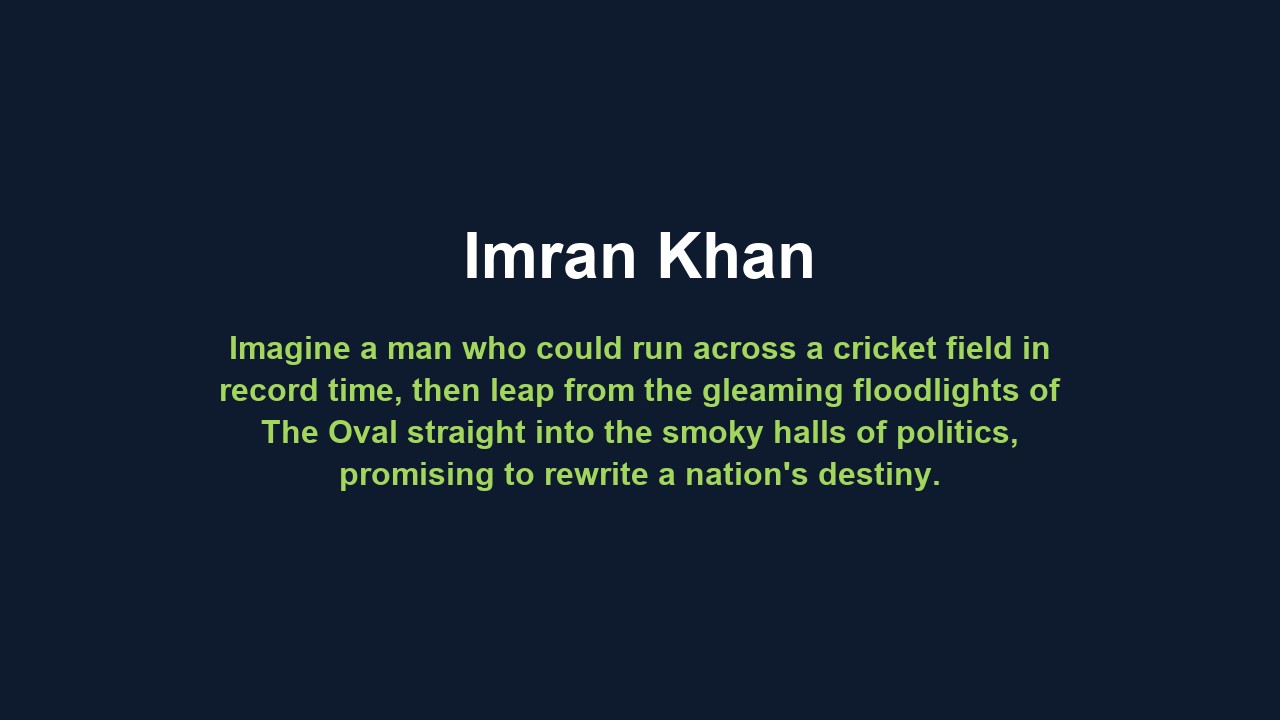 Imran Khan
Imagine a man who could run across a cricket field in
record time, then leap from the gleaming floodlights of
The Oval straight into the smoky halls of politics,
promising to rewrite a nation's destiny.